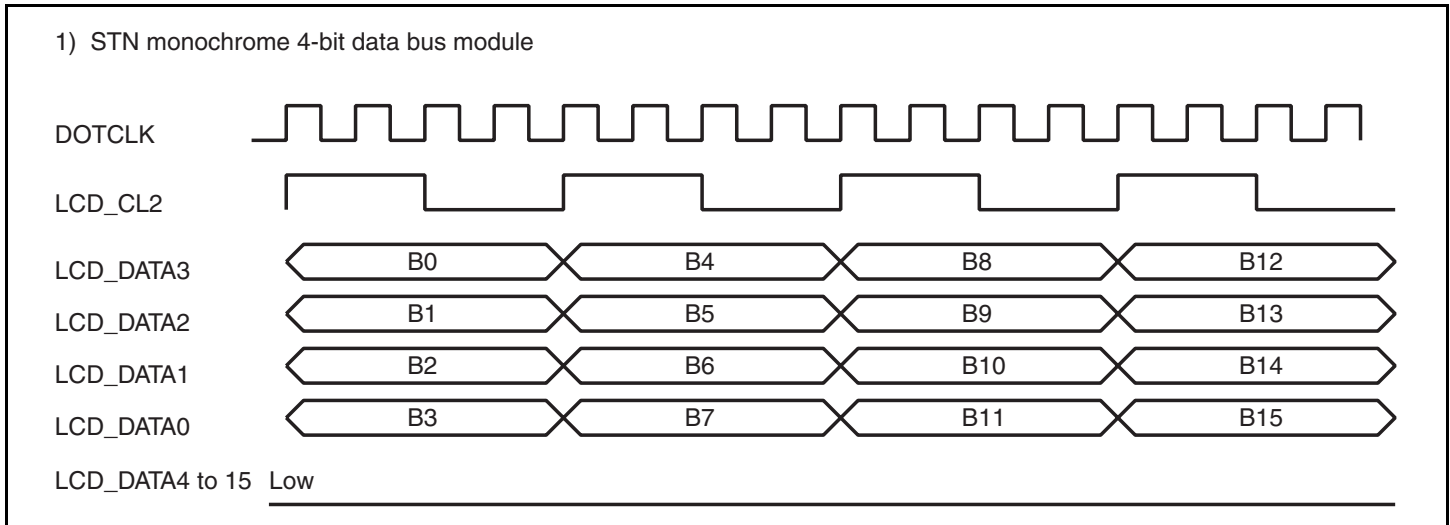 1) STN monochrome 4-bit data bus module
DOTCLK
LCD_CL2
LCD_DATA3 B0 B4 B8 B12
LCD_DATA2 B1 B5 B9 B13
LCD_DATA1 B2 B6 B10 B14
LCD_DATA0 B3 B7 B11 B15
LCD_DATA4 to 15 Low